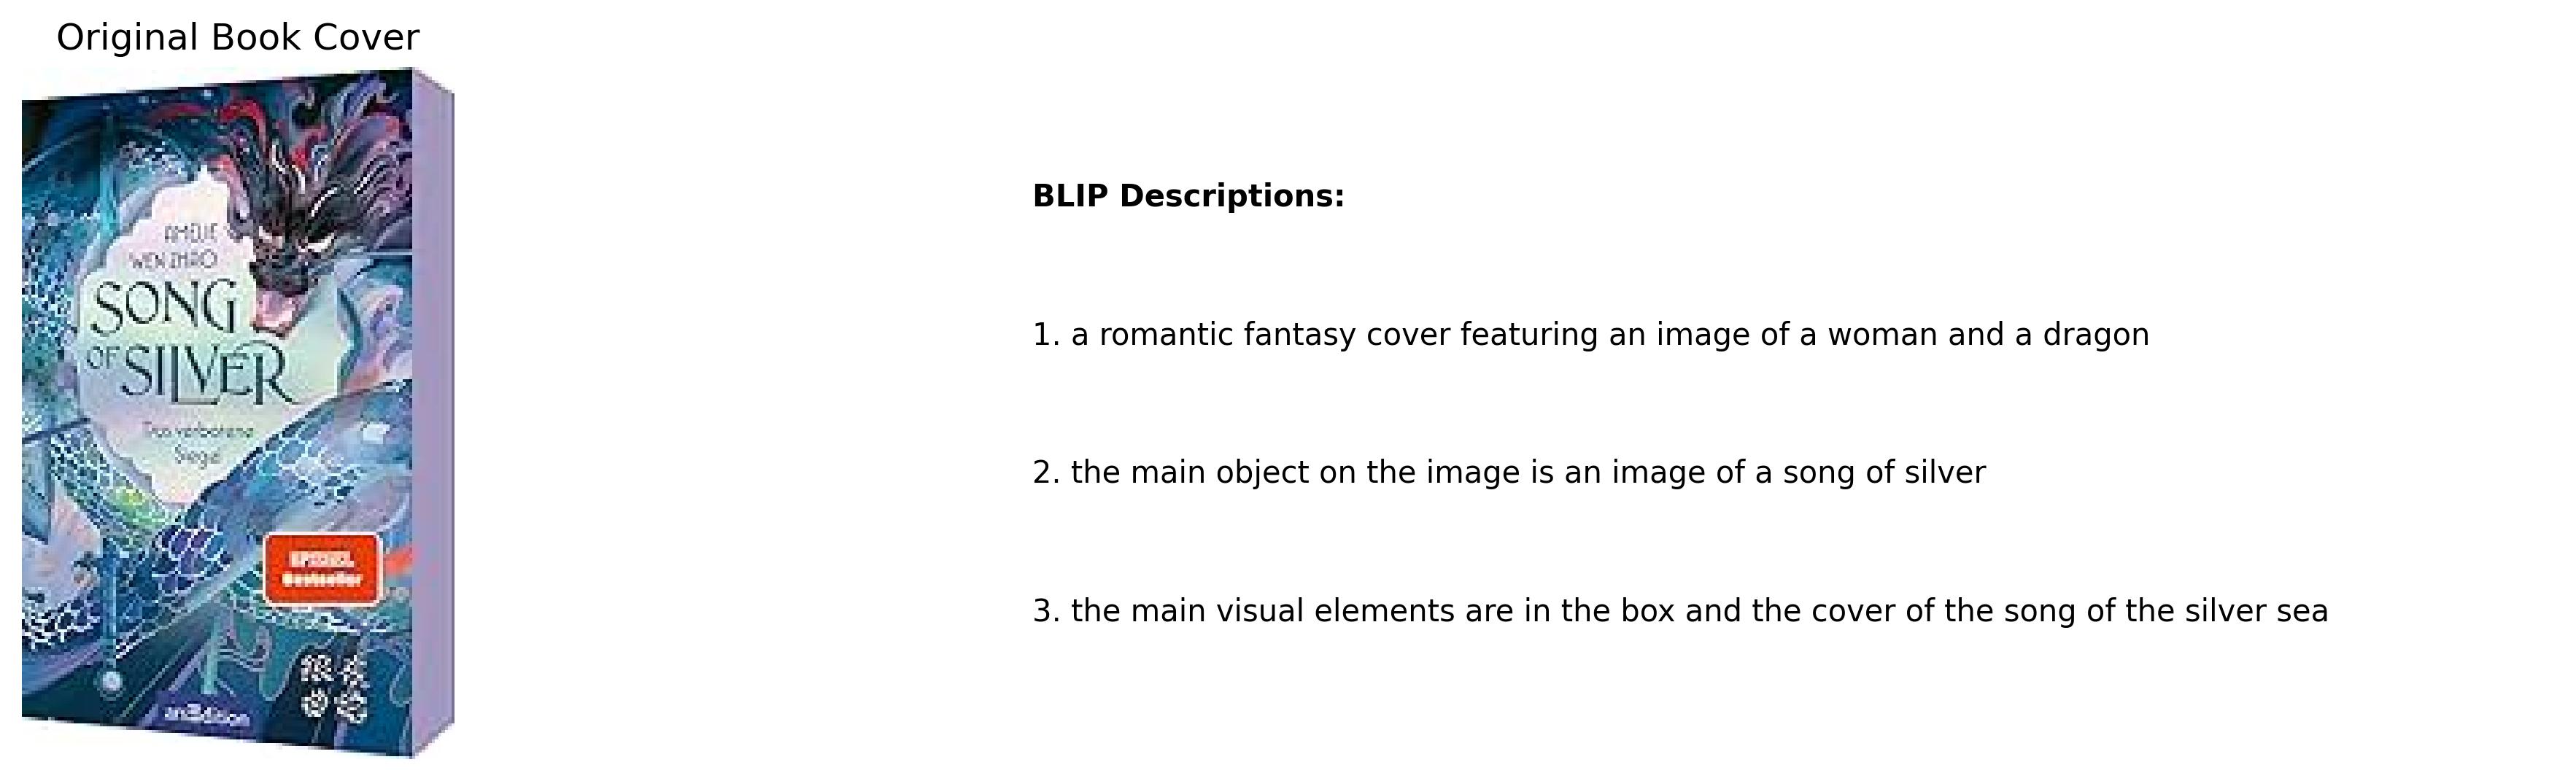 Original Book Cover
AMÉLIE
WEN ZHAO
SONG
OF SILVER
Das verbotene
Siegel
SPIEGEL
Bestseller
arsEdition
BLIP Descriptions:
1. a romantic fantasy cover featuring an image of a woman and a dragon
2. the main object on the image is an image of a song of silver
3. the main visual elements are in the box and the cover of the song of the silver sea